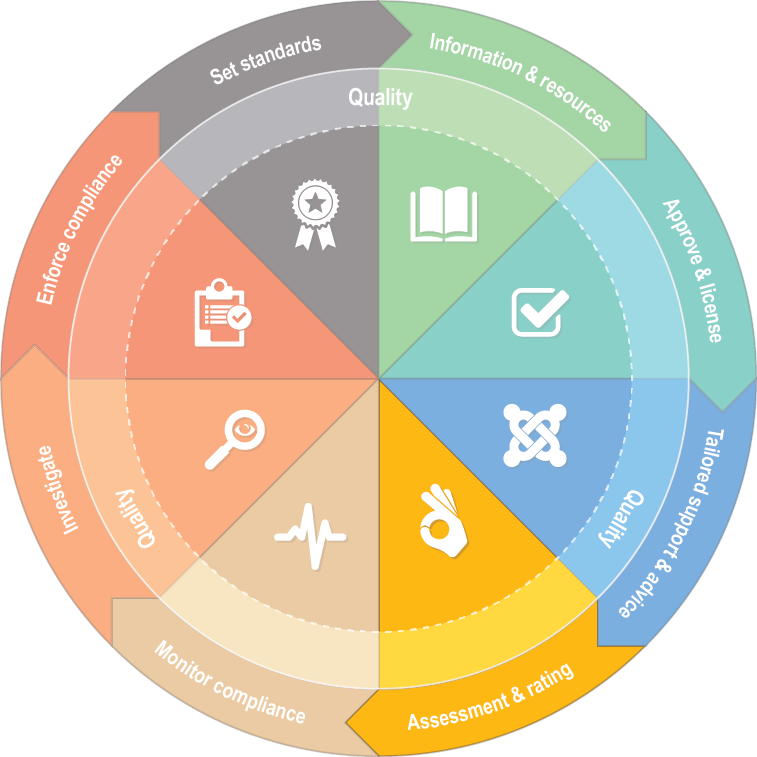 Set standards
Information & resources
Approve & license
Tailored support & advice
Assessment & rating
Monitor compliance
Investigate
Enforce compliance
Quality
Quality
Quality